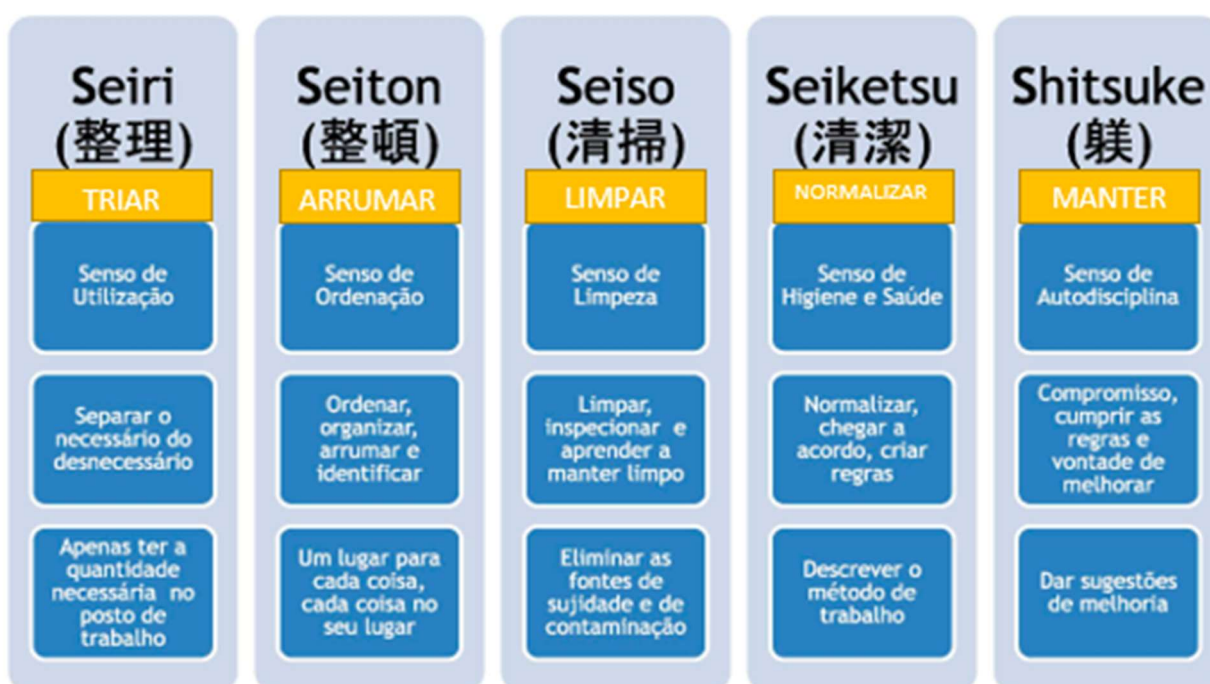 Seiri
(整理)
TRIAR
Senso de
Utilização
Separar o
necessário do
desnecessário
Apenas ter a
quantidade
necessária no
posto de
trabalho
Seiton
(整頓)
ARRUMAR
Senso de
Ordenação
Ordenar,
organizar,
arrumar e
identificar
Um lugar para
cada coisa,
cada coisa no
seu lugar
Seiso
(清掃)
LIMPAR
Senso de
Limpeza
Limpar,
inspecionar e
aprender a
manter limpo
Eliminar as
fontes de
sujidade e de
contaminação
Seiketsu
(清潔)
NORMALIZAR
Senso de
Higiene e Saúde
Normalizar,
chegar a
acordo, criar
regras
Descrever o
método de
trabalho
Shitsuke
(躾)
MANTER
Senso de
Autodisciplina
Compromisso,
cumprir as
regras e
vontade de
melhorar
Dar sugestões
de melhoria